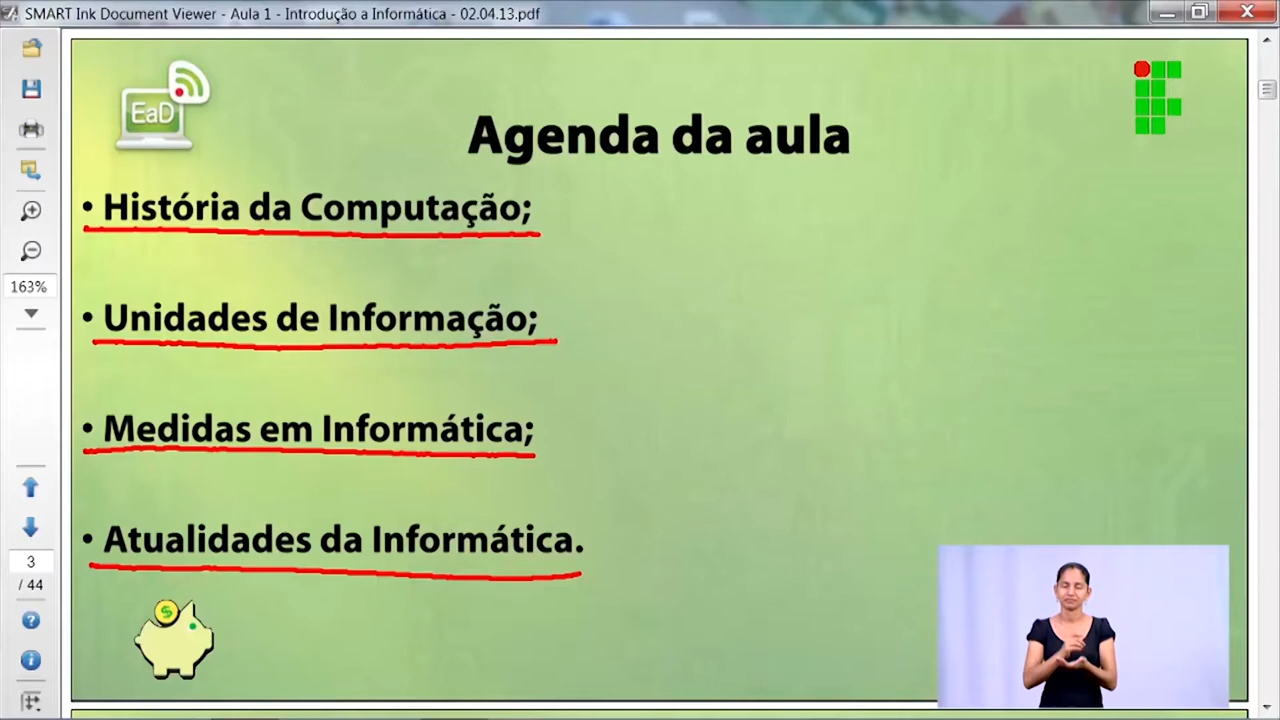 SMART Ink Document Viewer - Aula 1 - Introdução a Informática - 02.04.13.pdf
EaD
Agenda da aula
• História da Computação;
• Unidades de Informação;
• Medidas em Informática;
• Atualidades da Informática.
163%
3
/ 44
$